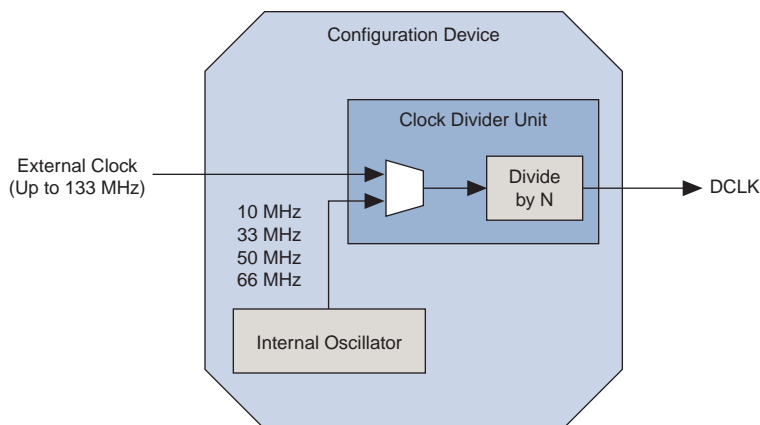 Configuration Device
Clock Divider Unit
External Clock
(Up to 133 MHz)
Divide
by N
DCLK
10 MHz
33 MHz
50 MHz
66 MHz
Internal Oscillator